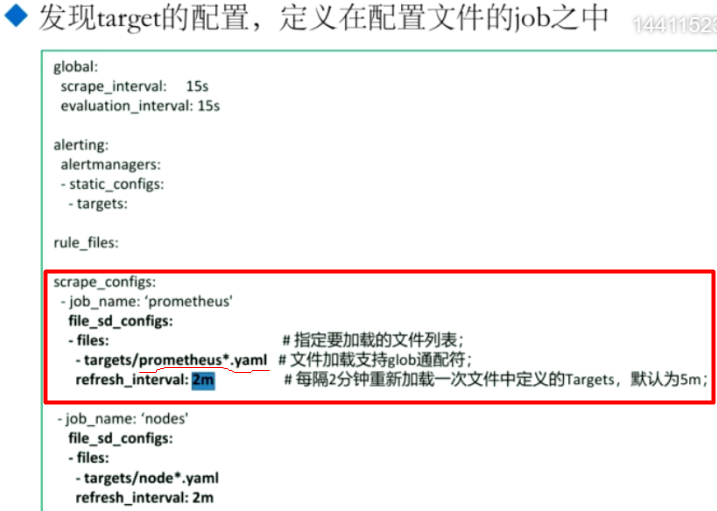 发现target的配置，定义在配置文件的job之中
1441152
global:
scrape_interval: 15s
evaluation_interval: 15s
alerting:
alertmanagers:
- static_configs:
- targets:
rule_files:
scrape_configs:
- job_name: ‘prometheus'
file_sd_configs:
- files: # 指定要加载的文件列表；
- targets/prometheus*.yaml # 文件加载支持glob通配符；
refresh_interval: 2m # 每隔2分钟重新加载一次文件中定义的Targets，默认为5m；
- job_name: ‘nodes'
file_sd_configs:
- files:
- targets/node*.yaml
refresh_interval: 2m